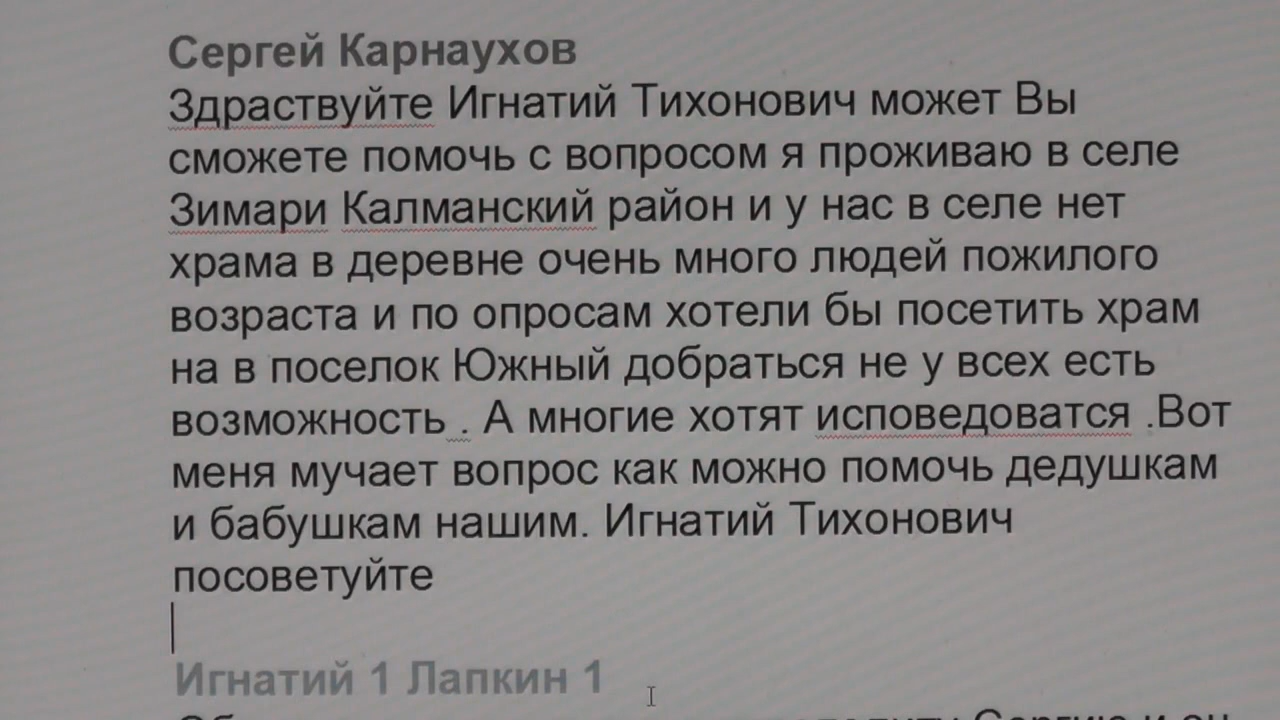 Сергей Карнаухов
Здраствуйте Игнатий Тихонович может Вы
сможете помочь с вопросом я проживаю в селе
Зимари Калманский район и у нас в селе нет
храма в деревне очень много людей пожилого
возраста и по опросам хотели бы посетить храм
на в поселок Южный добраться не у всех есть
возможность . А многие хотят исповедоватся .Вот
меня мучает вопрос как можно помочь дедушкам
и бабушкам нашим. Игнатий Тихонович
посоветуйте
Игнатий 1 Лапкин 1